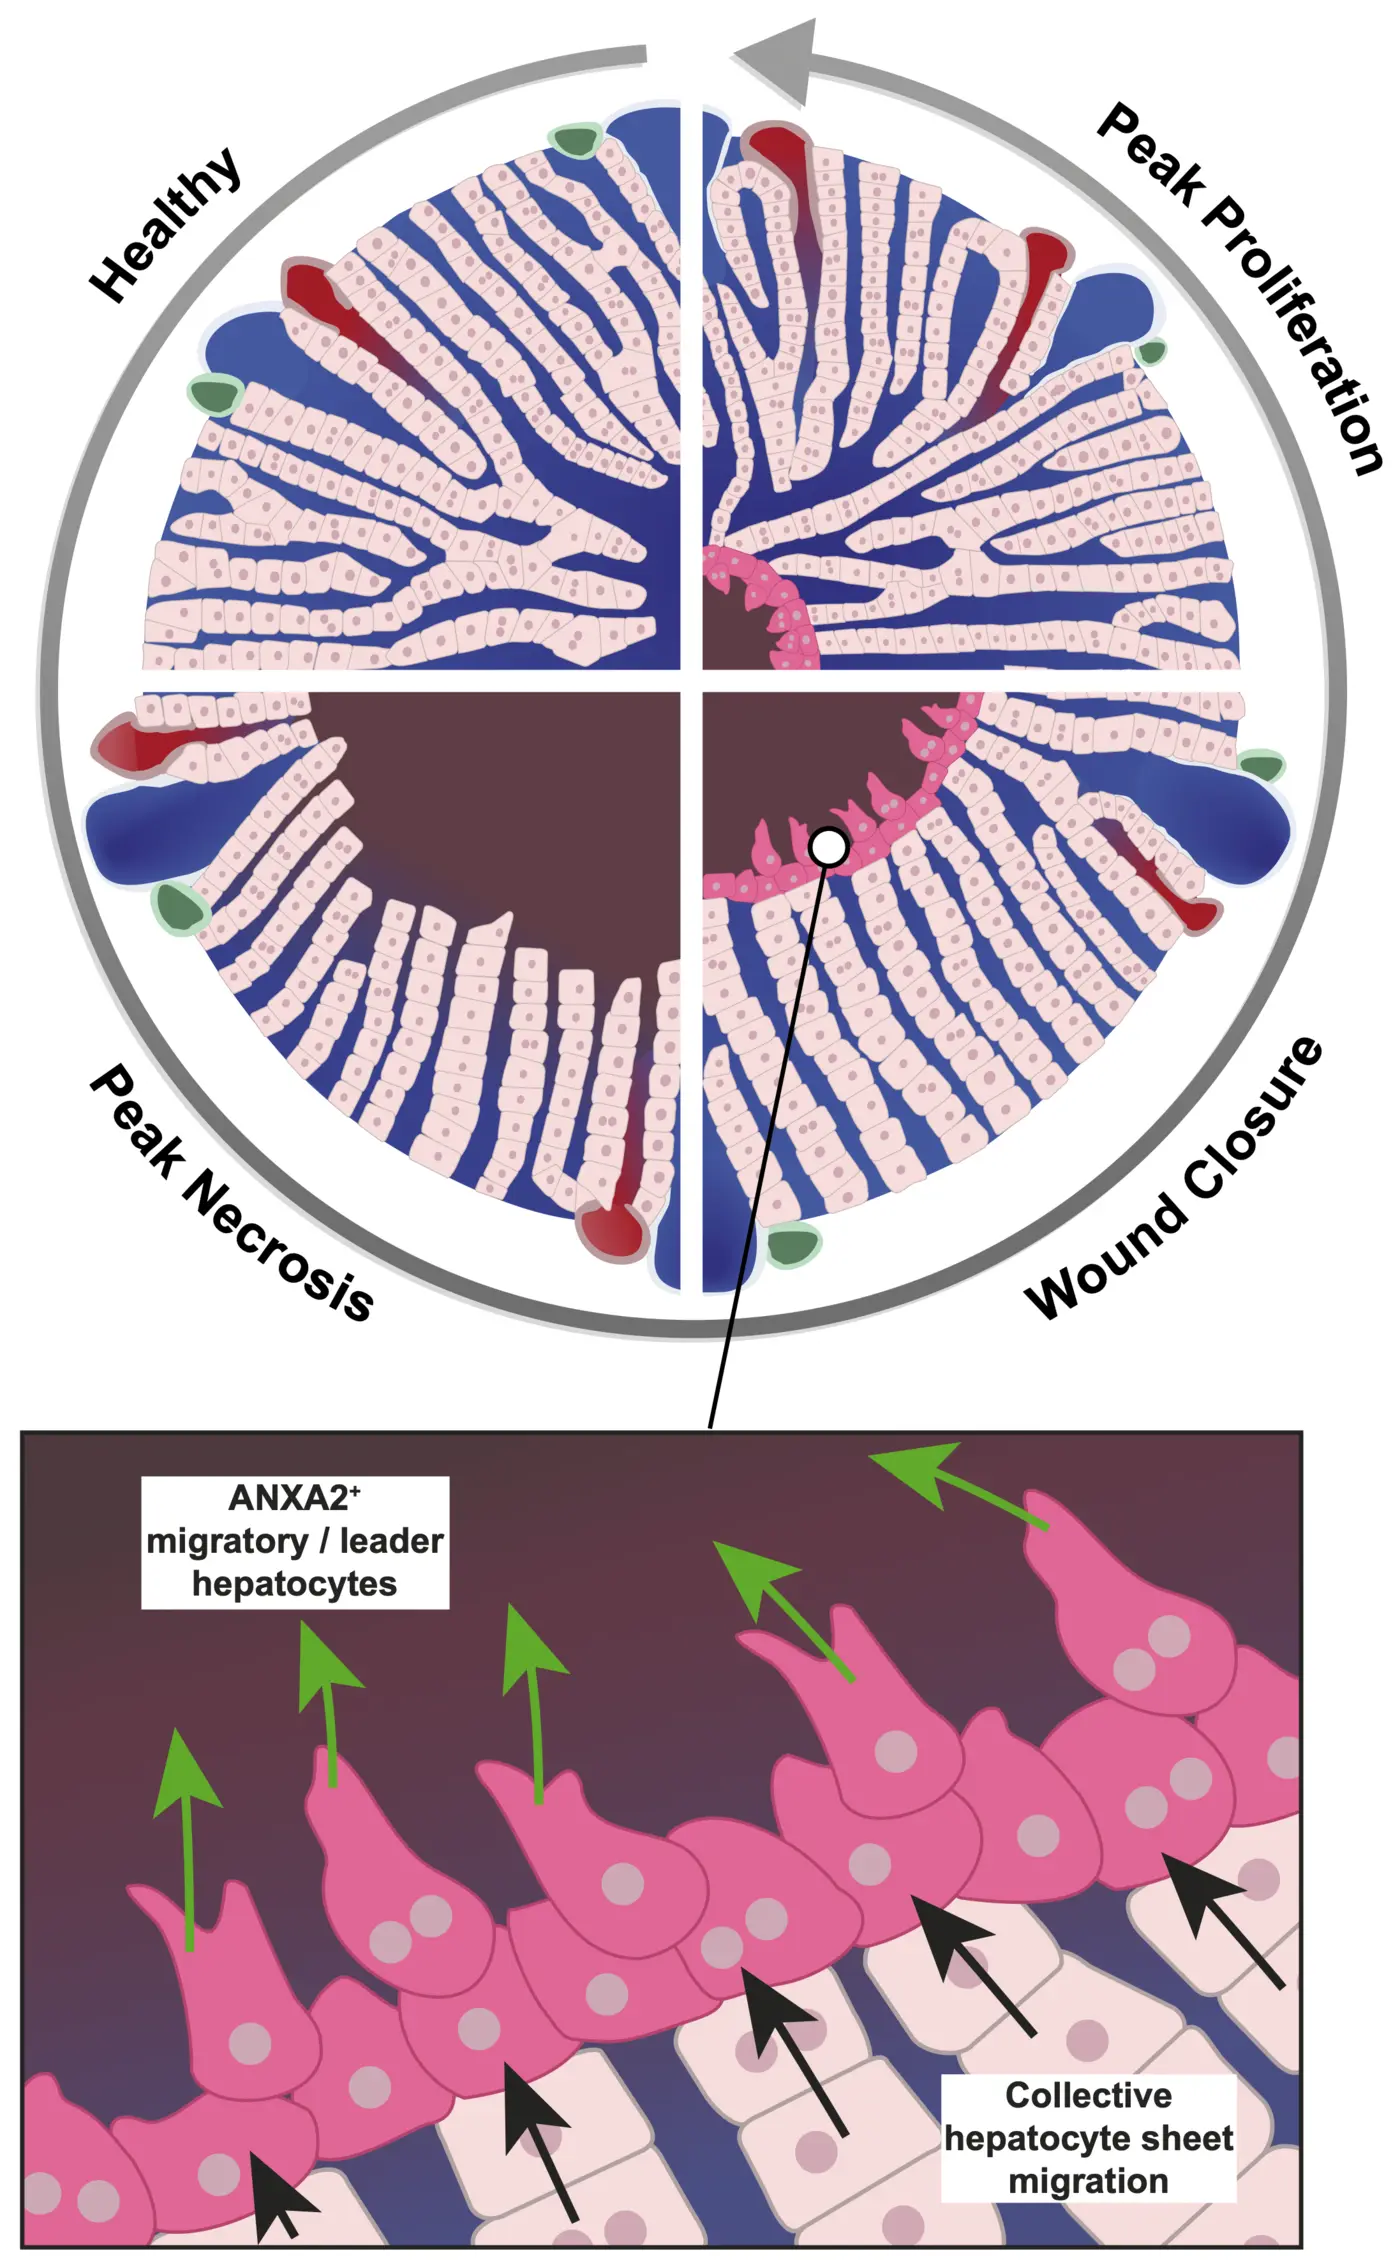 Healthy
Peak Proliferation
Peak Necrosis
Wound Closure
ANXA2⁺
migratory / leader
hepatocytes
Collective
hepatocyte sheet
migration